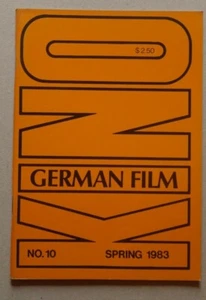 KINO
$2.50
GERMAN FILM
NO.10 SPRING 1983